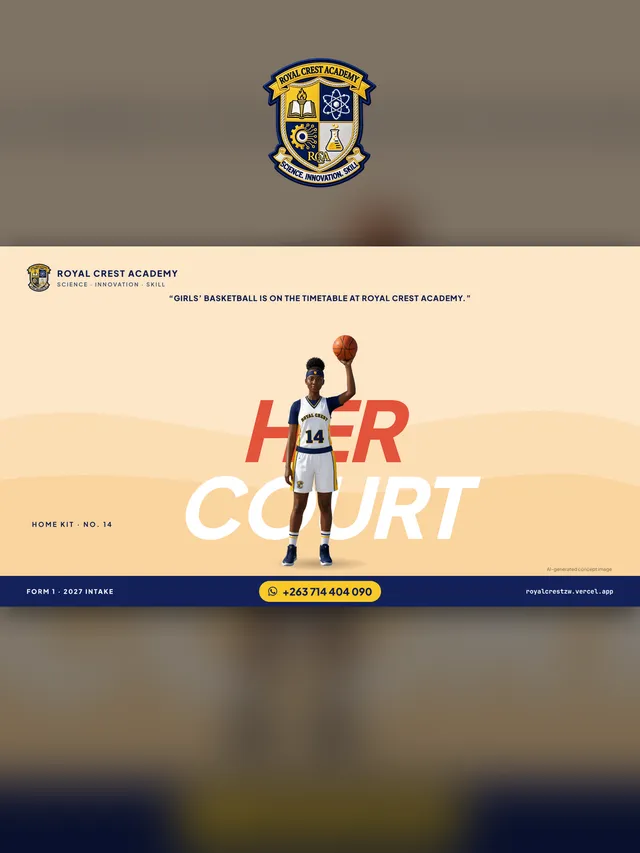 ROYAL CREST ACADEMY
RCA
SCIENCE. INNOVATION. SKILL
ROYAL CREST ACADEMY
SCIENCE · INNOVATION · SKILL
“GIRLS’ BASKETBALL IS ON THE TIMETABLE AT ROYAL CREST ACADEMY.”
HER
COURT
ROYAL CREST
14
HOME KIT · NO. 14
AI-generated concept image
FORM 1 · 2027 INTAKE
+263 714 404 090
royalcrestzw.vercel.app